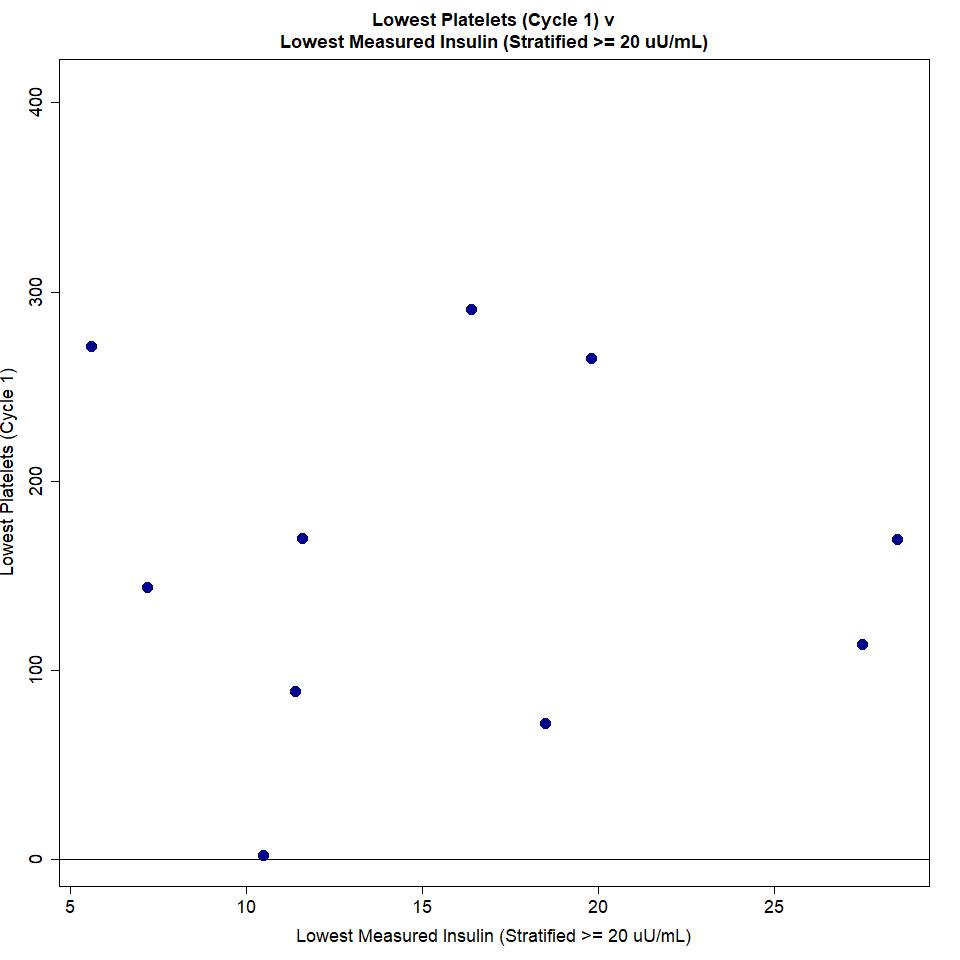 Lowest Platelets (Cycle 1) v
Lowest Measured Insulin (Stratified >= 20 uU/mL)
Lowest Platelets (Cycle 1)
400
300
200
100
0
5 10 15 20 25
Lowest Measured Insulin (Stratified >= 20 uU/mL)